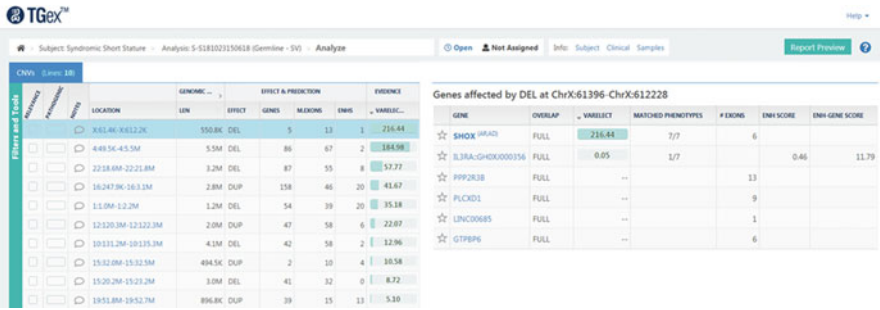 TGex™
Help
Subject: Syndromic Short Stature Analysis: S-S181023150618 (Germline - SV) Analyze
Open Not Assigned Info: Subject Clinical Samples
Report Preview
CNVs (Lines: 10)
Filters and Tools
RELEVANCE PATHOGENIC NOTES
GENOMIC ... EFFECT & PREDICTION EVIDENCE
LOCATION LEN EFFECT GENES M.EXONS ENHS VARELEC...
X:61.4K-X:612.2K 550.8K DEL 5 13 1 216.44
4:49.5K-4:5.5M 5.5M DEL 86 67 2 184.98
22:18.6M-22:21.8M 3.2M DEL 87 55 8 57.77
16:247.9K-16:3.1M 2.8M DUP 158 46 20 41.67
1:1.0M-1:2.2M 1.2M DEL 54 39 20 35.18
12:120.3M-12:122.3M 2.0M DUP 47 58 6 22.07
10:131.2M-10:135.3M 4.1M DEL 42 58 2 12.96
15:32.0M-15:32.5M 494.5K DUP 2 10 4 10.58
15:20.2M-15:23.2M 3.0M DEL 41 32 0 8.72
19:51.8M-19:52.7M 896.8K DUP 39 15 13 5.10
Genes affected by DEL at ChrX:61396-ChrX:612228
GENE OVERLAP VARELECT MATCHED PHENOTYPES # EXONS ENH SCORE ENH-GENE SCORE
SHOX (AR,AD) FULL 216.44 7/7 6
IL3RA::GH0XJ000356 FULL 0.05 1/7 0.46 11.79
PPP2R3B FULL -- 13
PLCXD1 FULL -- 9
LINC00685 FULL -- 1
GTPBP6 FULL -- 6